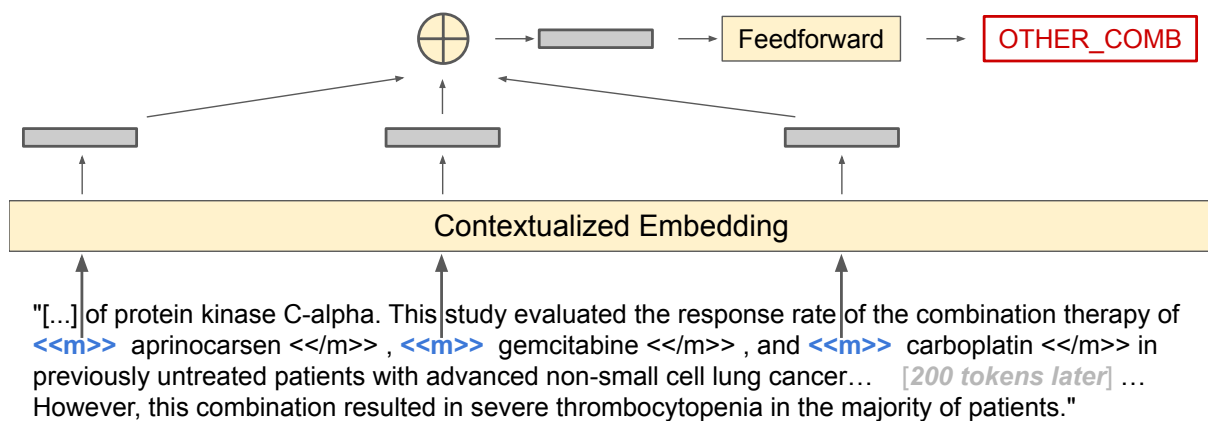 Feedforward
OTHER_COMB
Contextualized Embedding
"[...] of protein kinase C-alpha. This study evaluated the response rate of the combination therapy of
<<m>> aprinocarsen <</m>> , <<m>> gemcitabine <</m>> , and <<m>> carboplatin <</m>> in
previously untreated patients with advanced non-small cell lung cancer… [200 tokens later] …
However, this combination resulted in severe thrombocytopenia in the majority of patients."